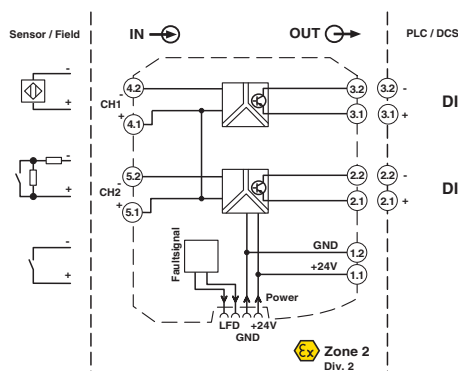 Sensor / Field
IN
OUT
PLC / DCS
-
+
4.2
-
CH1
+
4.1
3.2
3.1
3.2 -
3.1 +
DI
-
+
5.2
-
CH2
+
5.1
2.2
2.1
2.2 -
2.1 +
DI
-
+
Faultsignal
GND
1.2
+24V
1.1
Power
LFD +24V
GND
Ex
Zone 2
Div. 2